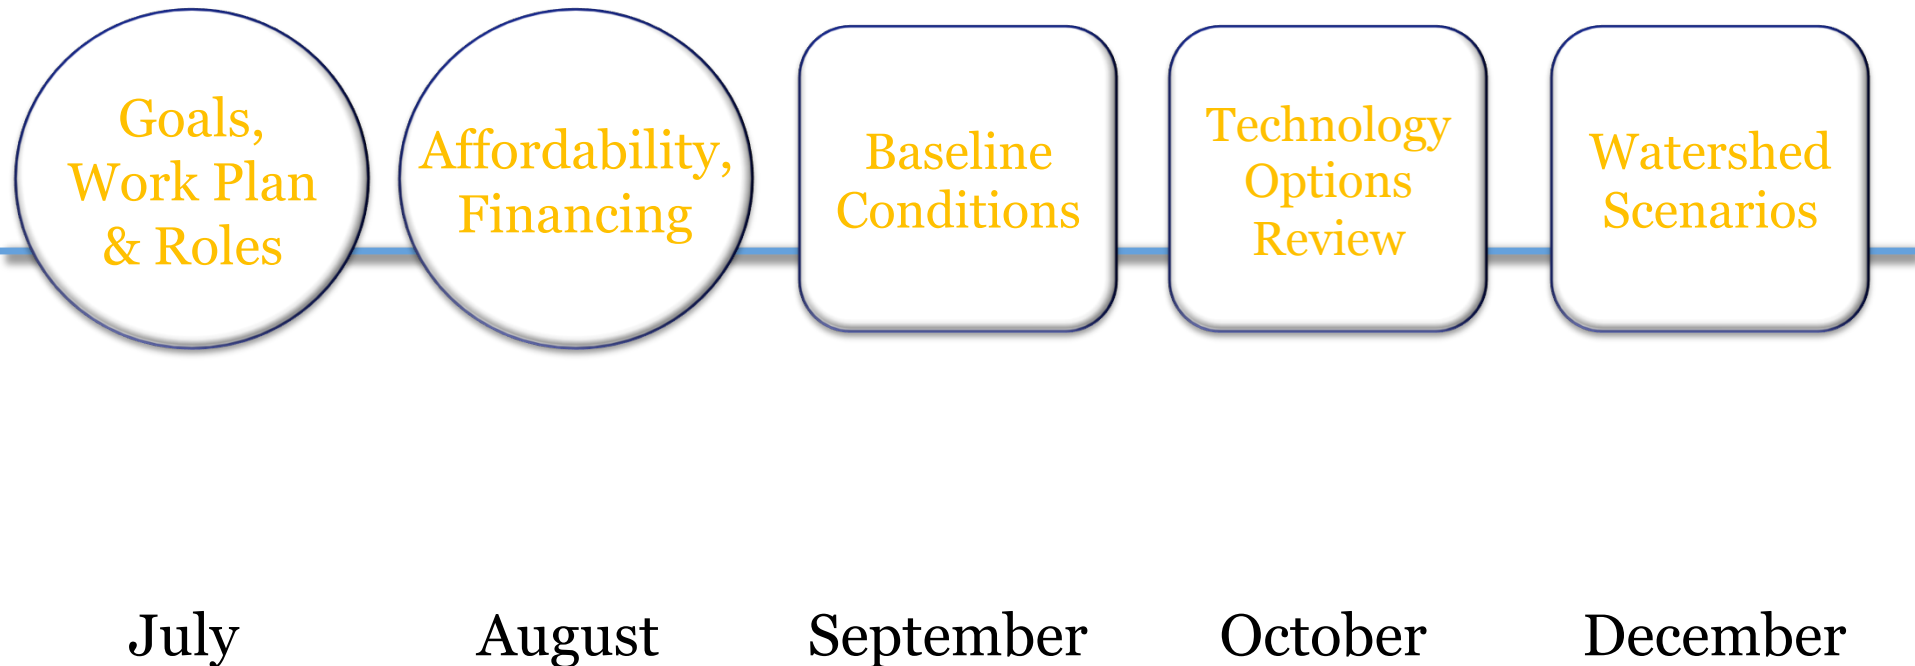 Goals,
Work Plan
& Roles
Affordability,
Financing
Baseline
Conditions
Technology
Options
Review
Watershed
Scenarios
July
August
September
October
December